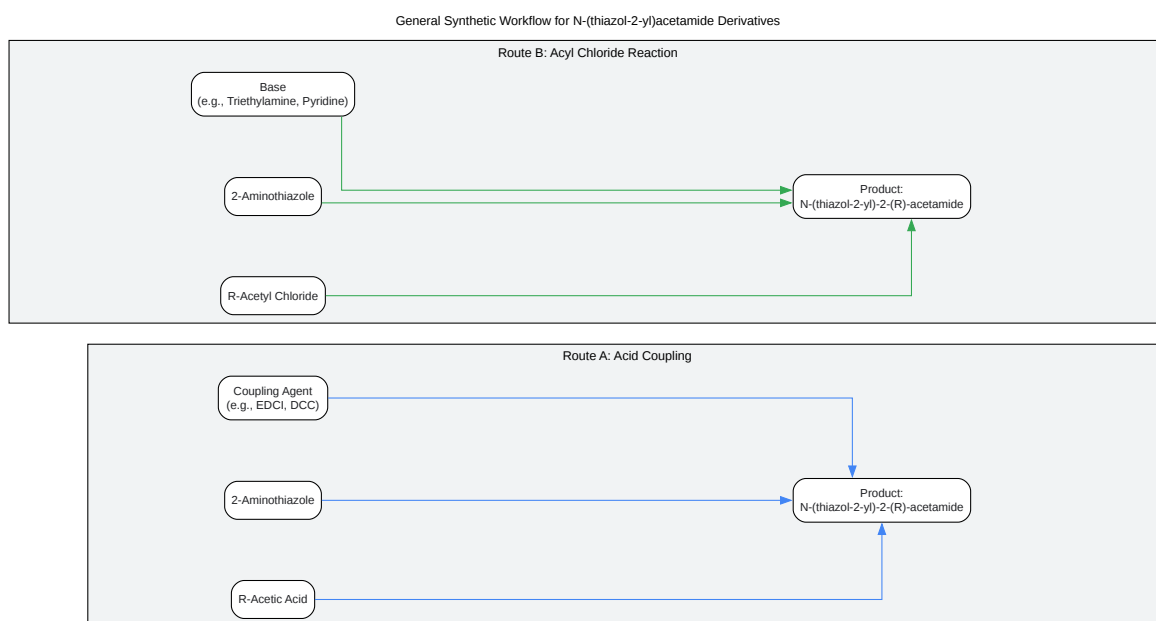 General Synthetic Workflow for N-(thiazol-2-yl)acetamide Derivatives
Route B: Acyl Chloride Reaction
Base
(e.g., Triethylamine, Pyridine)
2-Aminothiazole
Product:
N-(thiazol-2-yl)-2-(R)-acetamide
R-Acetyl Chloride
Route A: Acid Coupling
Coupling Agent
(e.g., EDCI, DCC)
2-Aminothiazole
Product:
N-(thiazol-2-yl)-2-(R)-acetamide
R-Acetic Acid